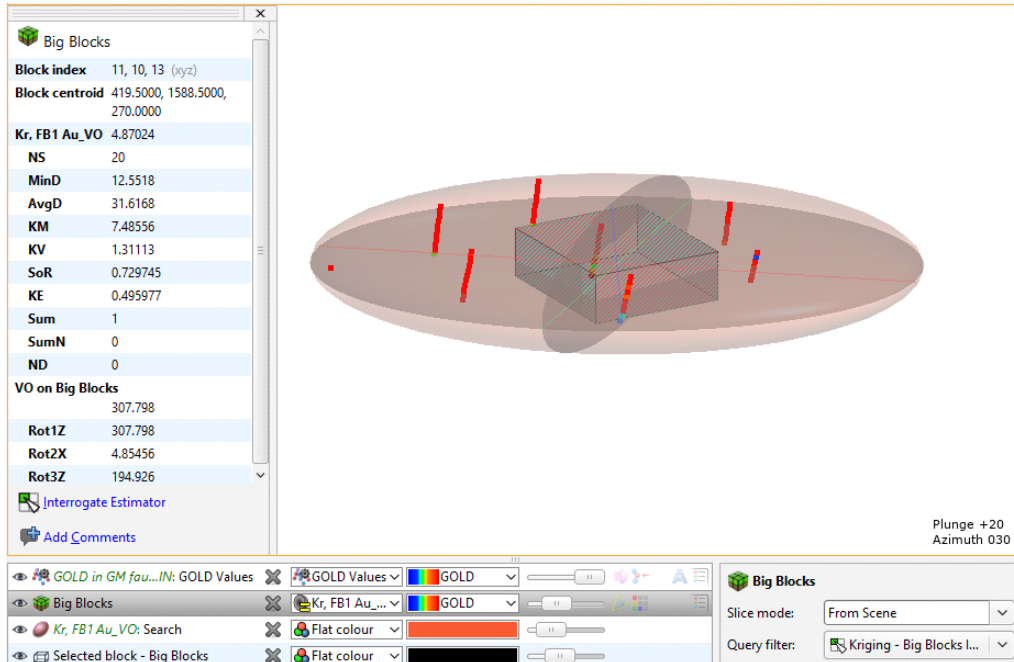 Big Blocks
Block index 11, 10, 13 (xyz)
Block centroid 419.5000, 1588.5000,
270.0000
Kr, FB1 Au_VO 4.87024
NS 20
MinD 12.5518
AvgD 31.6168
KM 7.48556
KV 1.31113
SoR 0.729745
KE 0.495977
Sum 1
SumN 0
ND 0
VO on Big Blocks
307.798
Rot1Z 307.798
Rot2X 4.85456
Rot3Z 194.926
Interrogate Estimator
Add Comments
Plunge +20
Azimuth 030
GOLD in GM fau...IN: GOLD Values GOLD Values GOLD
Big Blocks Kr, FB1 Au_... GOLD
Kr, FB1 Au_VO: Search Flat colour
Selected block - Big Blocks Flat colour
Big Blocks
Slice mode: From Scene
Query filter: Kriging - Big Blocks I...